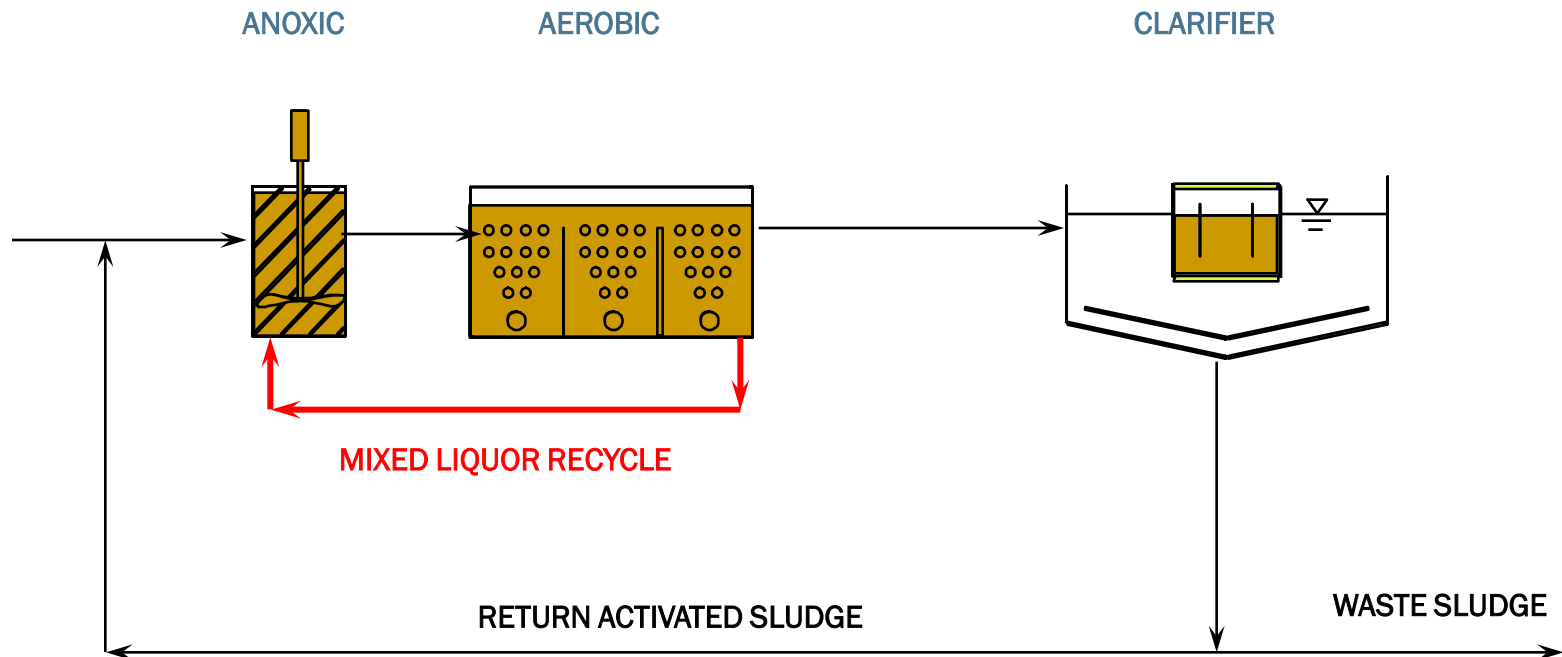 ANOXIC
AEROBIC
CLARIFIER
MIXED LIQUOR RECYCLE
RETURN ACTIVATED SLUDGE
WASTE SLUDGE